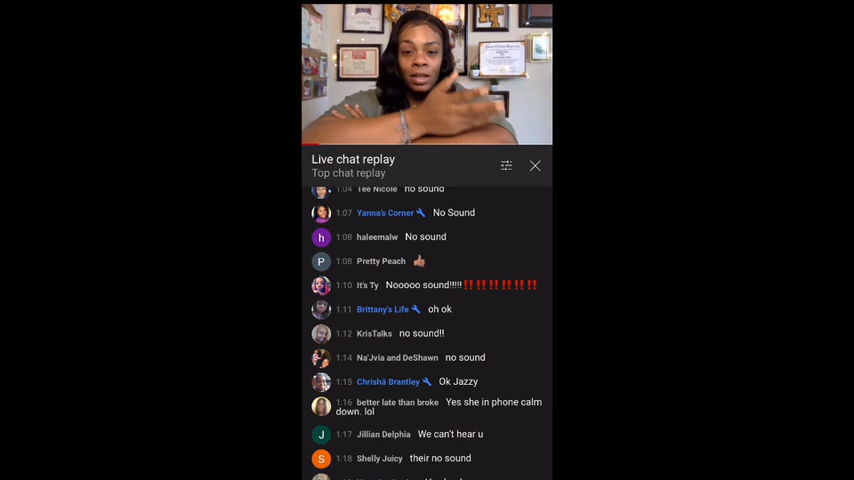 Live chat replay
Top chat replay
1:04 Tee Nicole no sound
1:07 Yanna's Corner No Sound
h 1:08 haleemalw No sound
P 1:08 Pretty Peach 👍🏽
1:10 It's Ty Nooooo sound!!!!!‼️‼️‼️‼️‼️‼️
1:11 Brittany's Life oh ok
1:12 KrisTalks no sound!!
1:14 Na'Jvia and DeShawn no sound
1:15 Chrishā Brantley Ok Jazzy
1:16 better late than broke Yes she in phone calm
down. lol
J 1:17 Jillian Delphia We can't hear u
S 1:18 Shelly Juicy their no sound